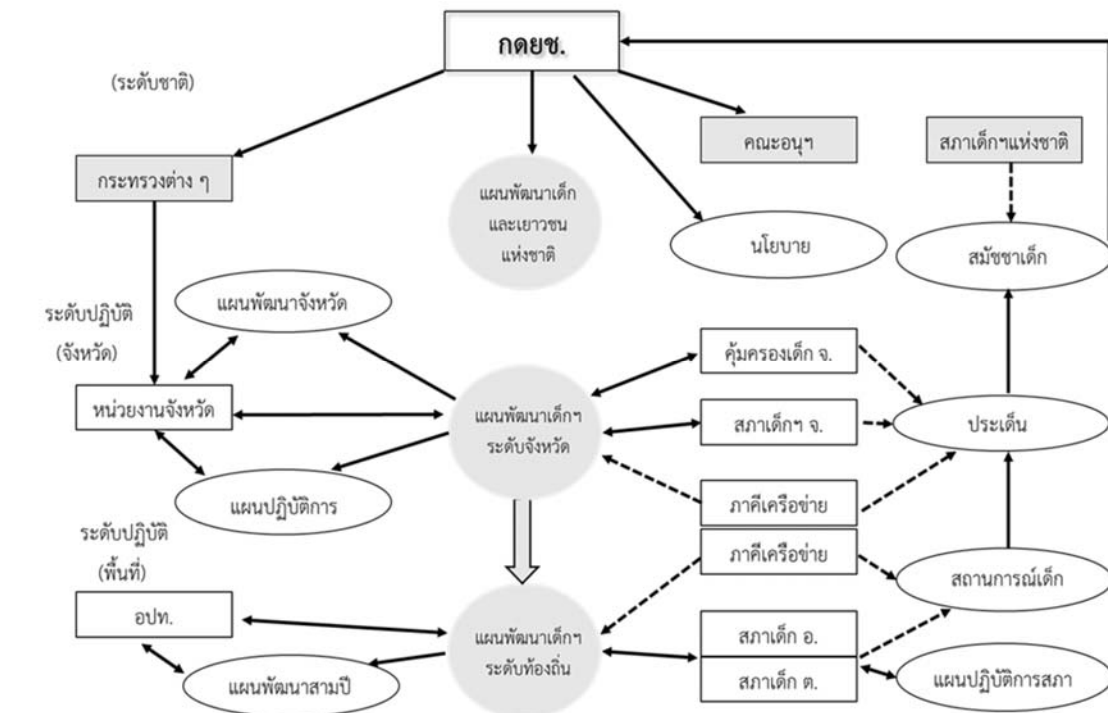 กดยช.
(ระดับชาติ)
กระทรวงต่าง ๆ
แผนพัฒนาเด็ก
และเยาวชน
แห่งชาติ
คณะอนุฯ
นโยบาย
สภาเด็กฯแห่งชาติ
สมัชชาเด็ก
ระดับปฏิบัติ
(จังหวัด)
แผนพัฒนาจังหวัด
หน่วยงานจังหวัด
แผนปฏิบัติการ
แผนพัฒนาเด็กฯ
ระดับจังหวัด
คุ้มครองเด็ก จ.
สภาเด็กฯ จ.
ภาคีเครือข่าย
ประเด็น
ระดับปฏิบัติ
(พื้นที่)
อปท.
แผนพัฒนาสามปี
แผนพัฒนาเด็กฯ
ระดับท้องถิ่น
ภาคีเครือข่าย
สภาเด็ก อ.
สภาเด็ก ต.
สถานการณ์เด็ก
แผนปฏิบัติการสภา